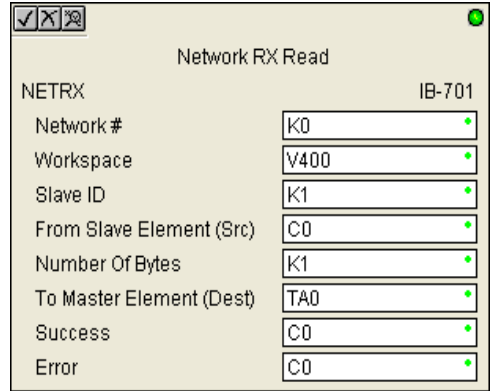 Network RX Read
NETRX IB-701
Network # K0
Workspace V400
Slave ID K1
From Slave Element (Src) C0
Number Of Bytes K1
To Master Element (Dest) TA0
Success C0
Error C0